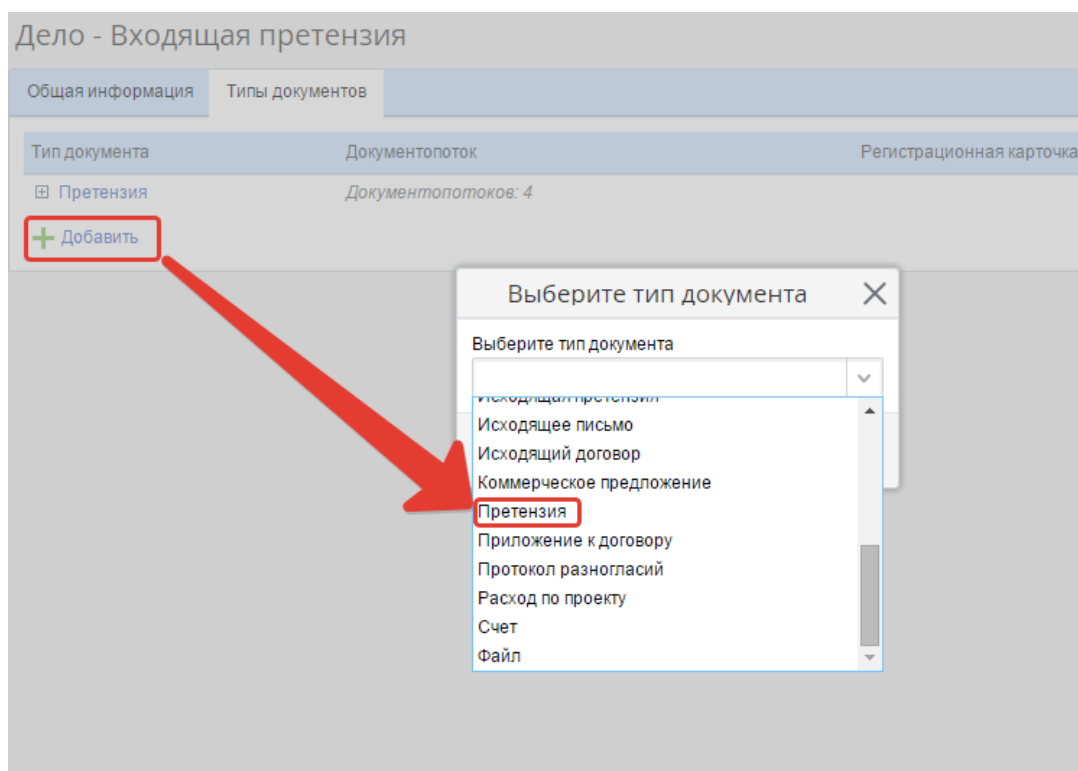 Дело - Входящая претензия
Общая информация Типы документов
Тип документа Документопоток Регистрационная карточка
Претензия Документопотоков: 4
Добавить
Выберите тип документа
Выберите тип документа
Исходящая претензия
Исходящее письмо
Исходящий договор
Коммерческое предложение
Претензия
Приложение к договору
Протокол разногласий
Расход по проекту
Счет
Файл